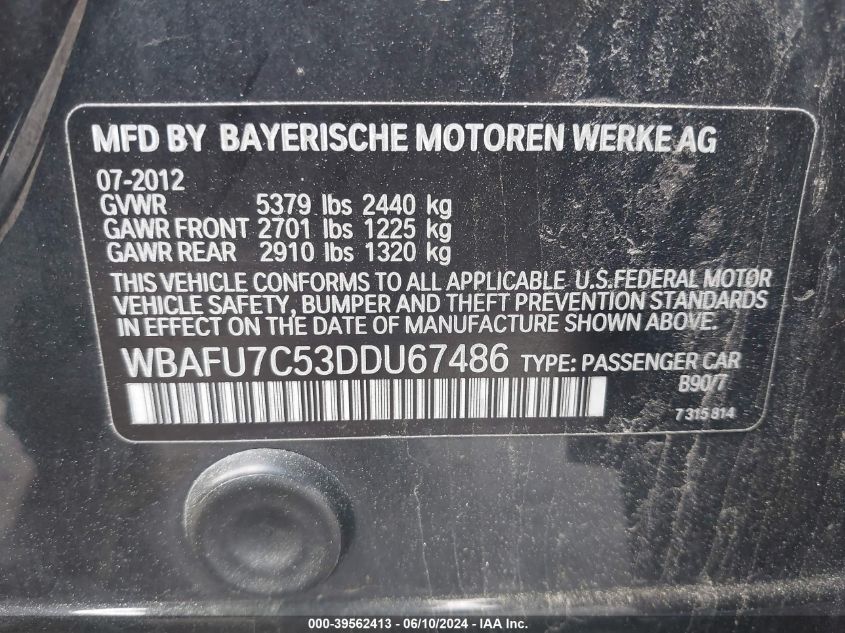 MFD BY BAYERISCHE MOTOREN WERKE AG
07-2012
GVWR 5379 lbs 2440 kg
GAWR FRONT 2701 lbs 1225 kg
GAWR REAR 2910 lbs 1320 kg
THIS VEHICLE CONFORMS TO ALL APPLICABLE U.S.FEDERAL MOTOR
VEHICLE SAFETY, BUMPER AND THEFT PREVENTION STANDARDS
IN EFFECT ON THE DATE OF MANUFACTURE SHOWN ABOVE.
WBAFU7C53DDU67486 TYPE: PASSENGER CAR
B90/7
7 315 814
000-39562413 - 06/10/2024 - IAA Inc.